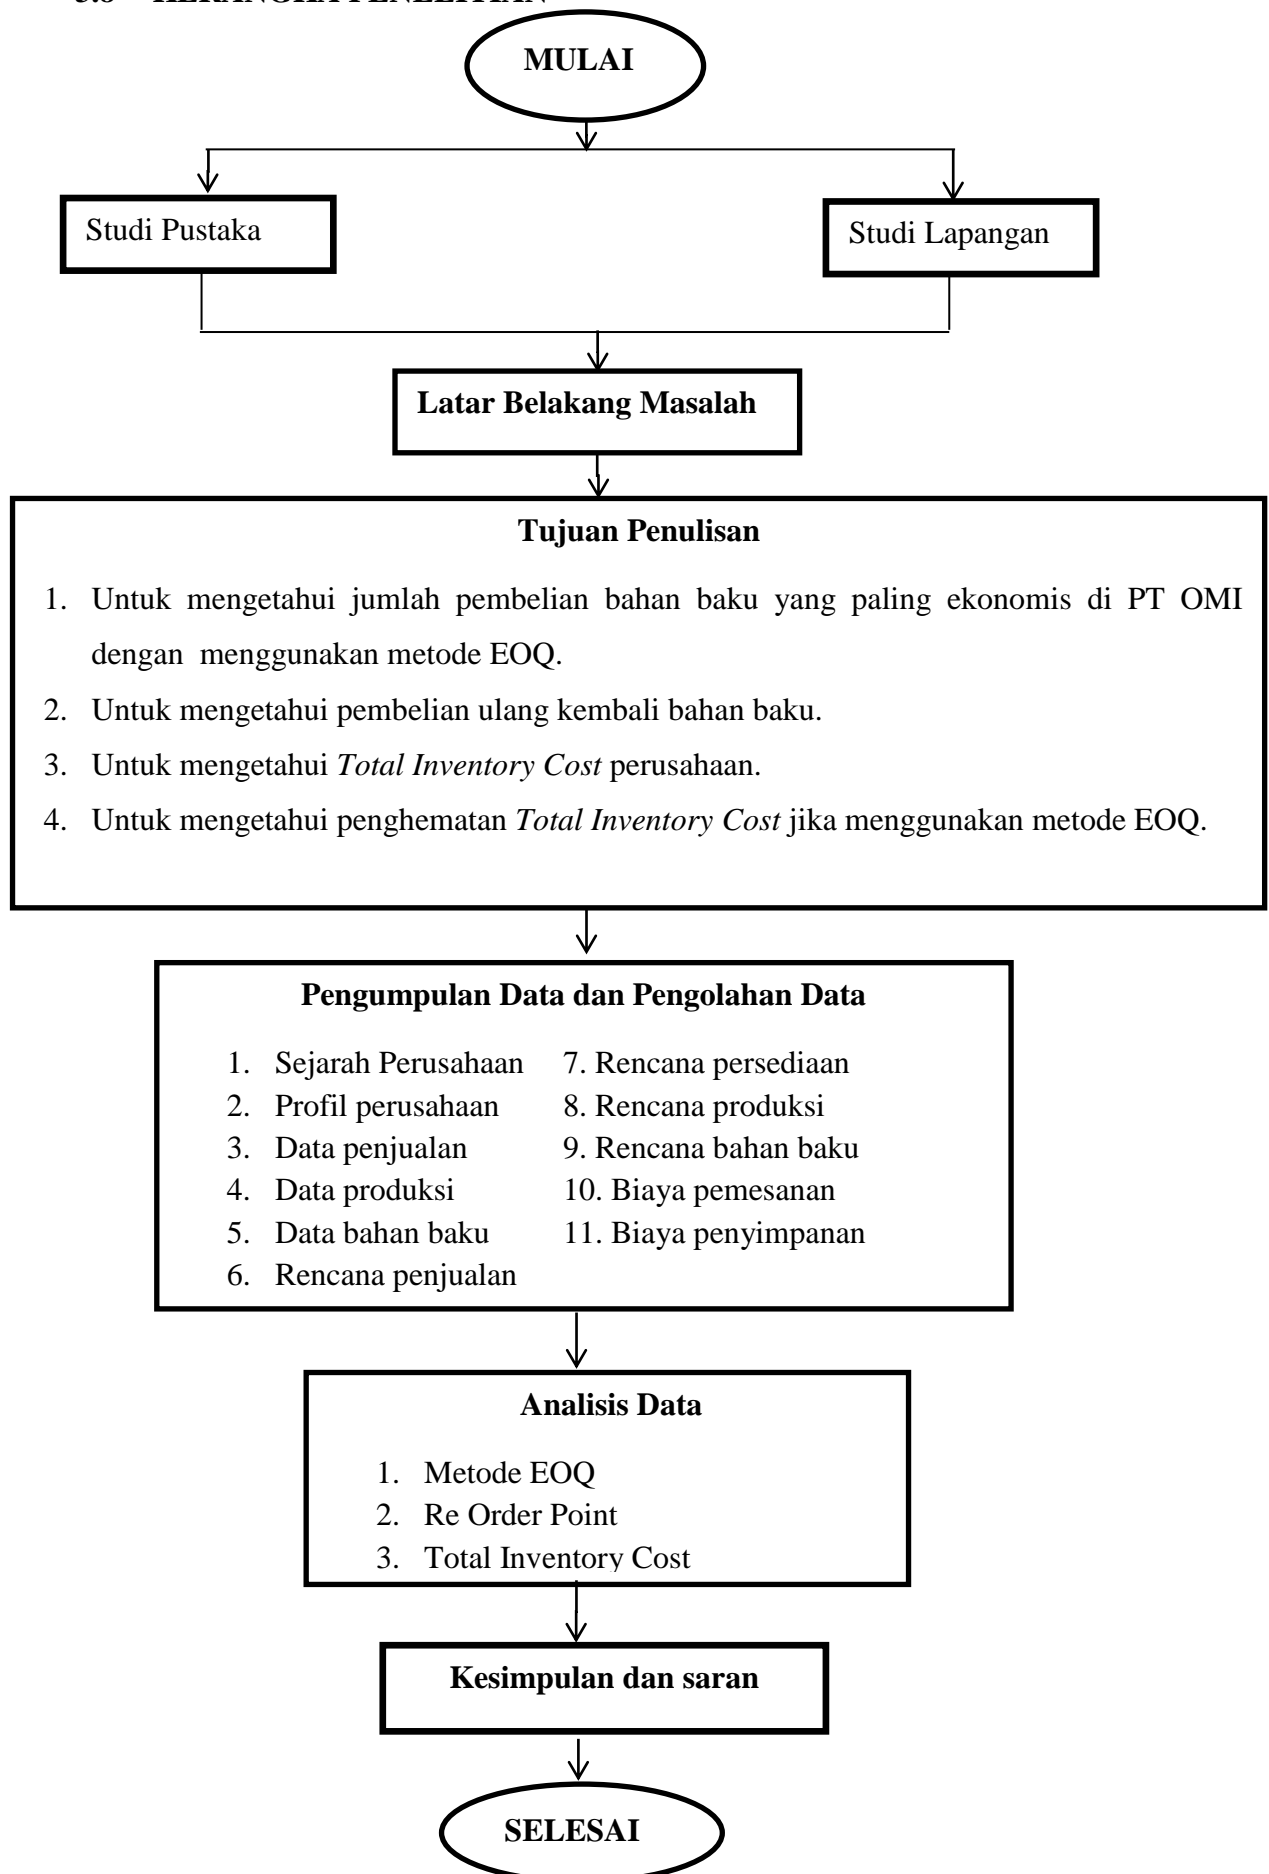 MULAI
Studi Pustaka
Studi Lapangan
Latar Belakang Masalah
Tujuan Penulisan
1. Untuk mengetahui jumlah pembelian bahan baku yang paling ekonomis di PT OMI
dengan menggunakan metode EOQ.
2. Untuk mengetahui pembelian ulang kembali bahan baku.
3. Untuk mengetahui Total Inventory Cost perusahaan.
4. Untuk mengetahui penghematan Total Inventory Cost jika menggunakan metode EOQ.
Pengumpulan Data dan Pengolahan Data
1. Sejarah Perusahaan
2. Profil perusahaan
3. Data penjualan
4. Data produksi
5. Data bahan baku
6. Rencana penjualan
7. Rencana persediaan
8. Rencana produksi
9. Rencana bahan baku
10. Biaya pemesanan
11. Biaya penyimpanan
Analisis Data
1. Metode EOQ
2. Re Order Point
3. Total Inventory Cost
Kesimpulan dan saran
SELESAI